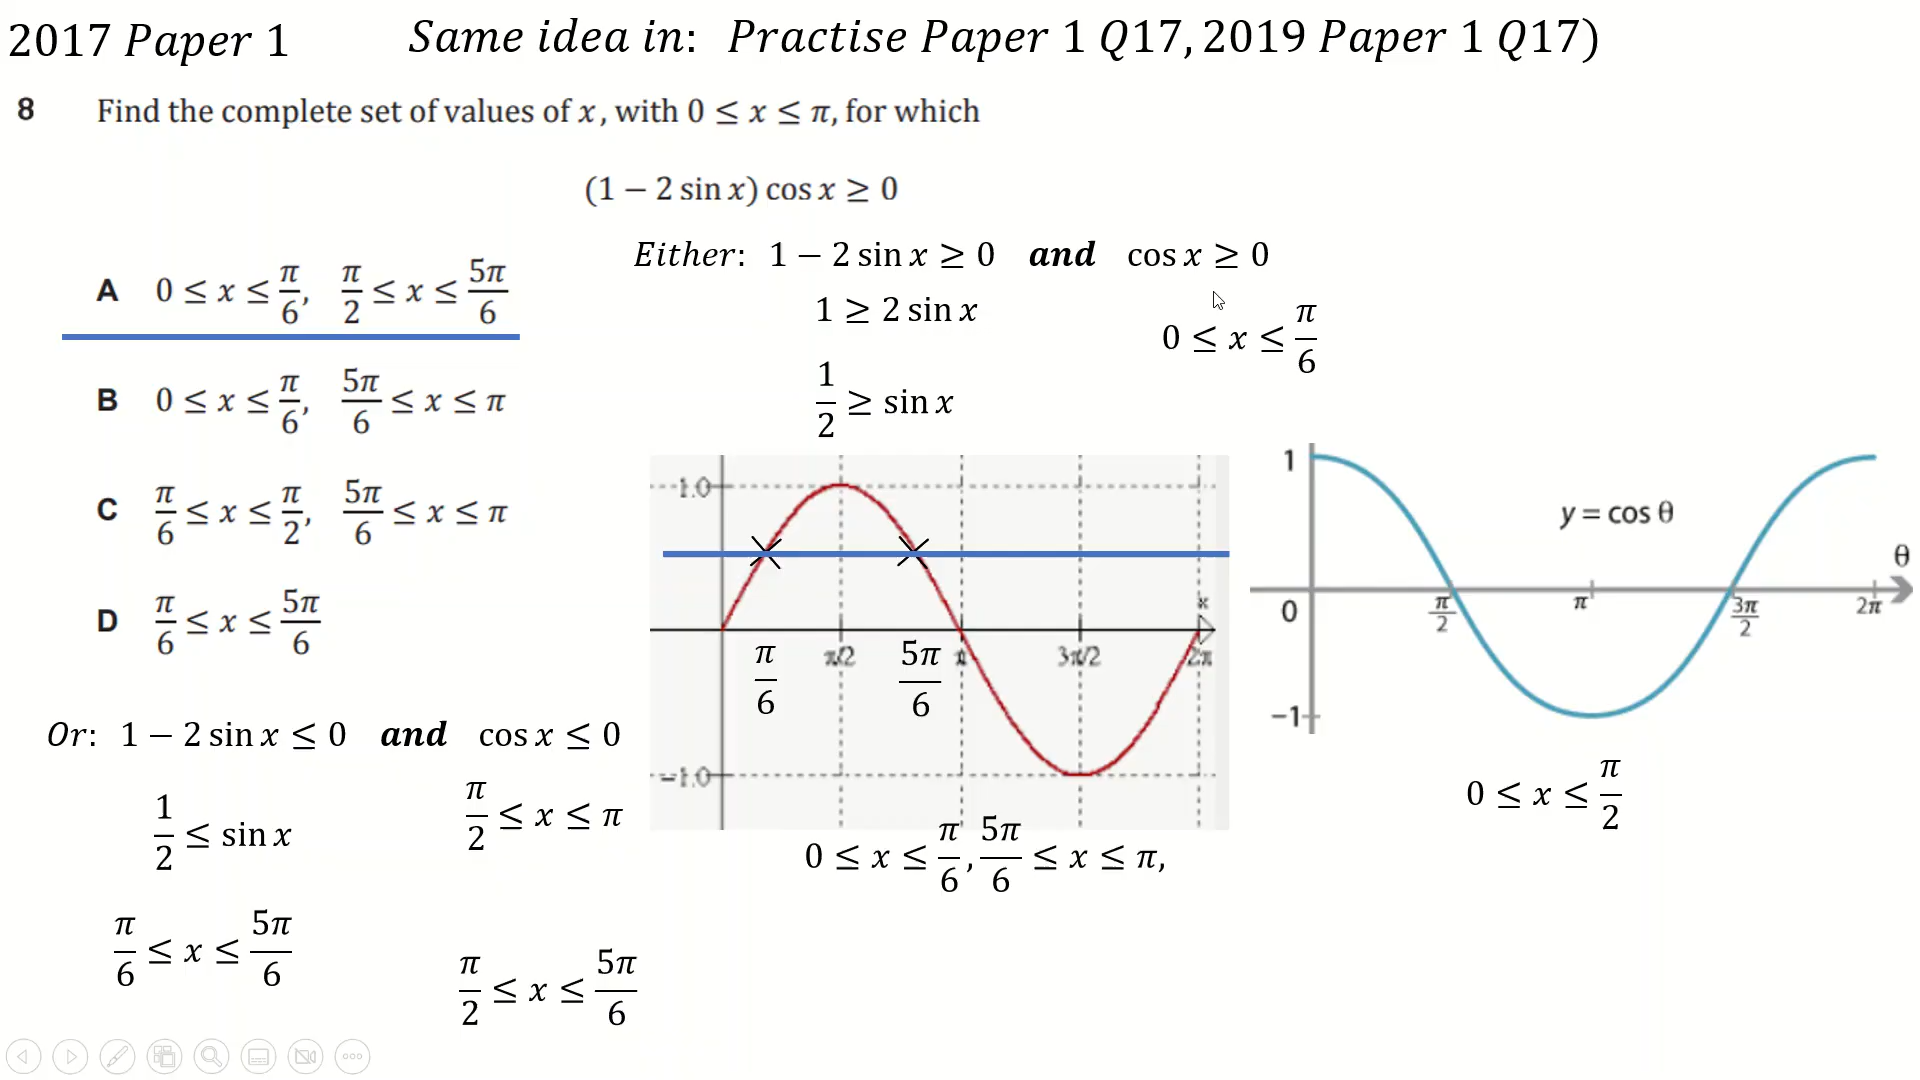 2017 Paper 1 Same idea in: Practise Paper 1 Q17, 2019 Paper 1 Q17)
8 Find the complete set of values of x, with 0 ≤ x ≤ π, for which
(1 − 2 sin x) cos x ≥ 0
Either: 1 − 2 sin x ≥ 0 and cos x ≥ 0
1 ≥ 2 sin x
0 ≤ x ≤ π/6
1/2 ≥ sin x
A 0 ≤ x ≤ π/6, π/2 ≤ x ≤ 5π/6
B 0 ≤ x ≤ π/6, 5π/6 ≤ x ≤ π
C π/6 ≤ x ≤ π/2, 5π/6 ≤ x ≤ π
D π/6 ≤ x ≤ 5π/6
1.0
x
π/6 π/2 5π/6 π 3π/2 2π
−1.0
0 ≤ x ≤ π/6, 5π/6 ≤ x ≤ π,
1
y = cos θ
θ
0 π/2 π 3π/2 2π
−1
0 ≤ x ≤ π/2
Or: 1 − 2 sin x ≤ 0 and cos x ≤ 0
1/2 ≤ sin x
π/2 ≤ x ≤ π
π/6 ≤ x ≤ 5π/6
π/2 ≤ x ≤ 5π/6